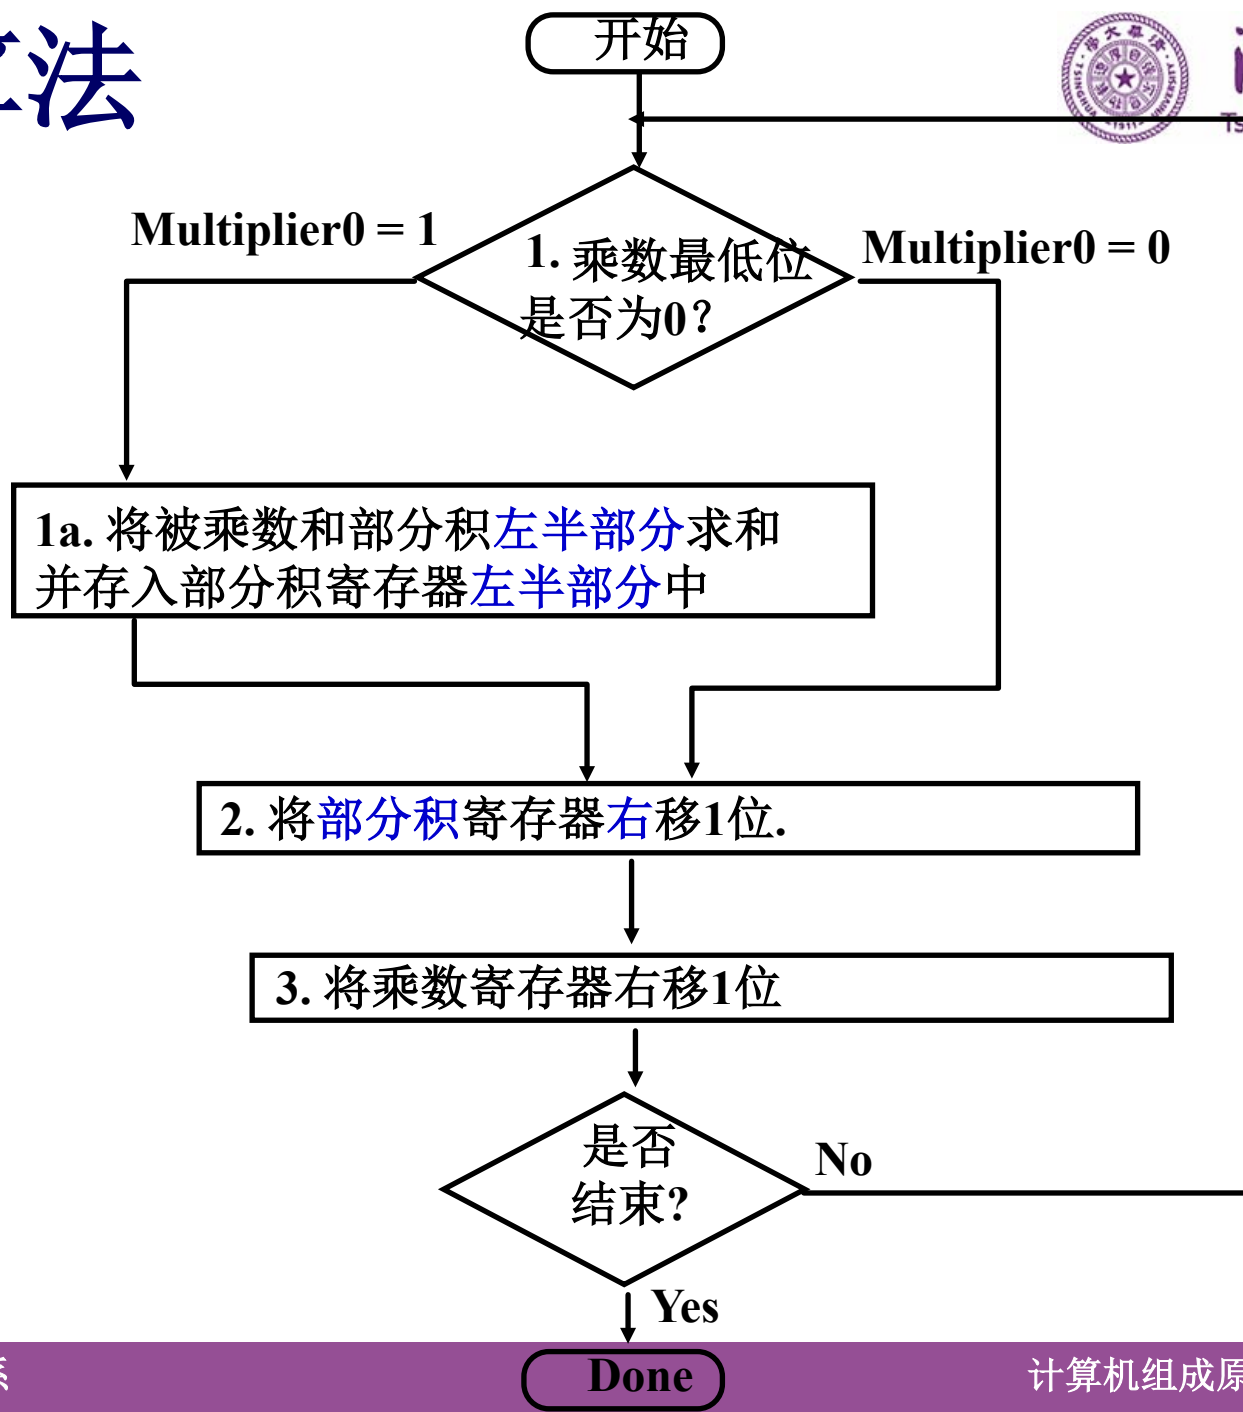 算法
开始
Multiplier0 = 1
1. 乘数最低位
是否为0？
Multiplier0 = 0
1a. 将被乘数和部分积左半部分求和
并存入部分积寄存器左半部分中
2. 将部分积寄存器右移1位.
3. 将乘数寄存器右移1位
是否
结束?
No
Yes
Done
计算机组成原